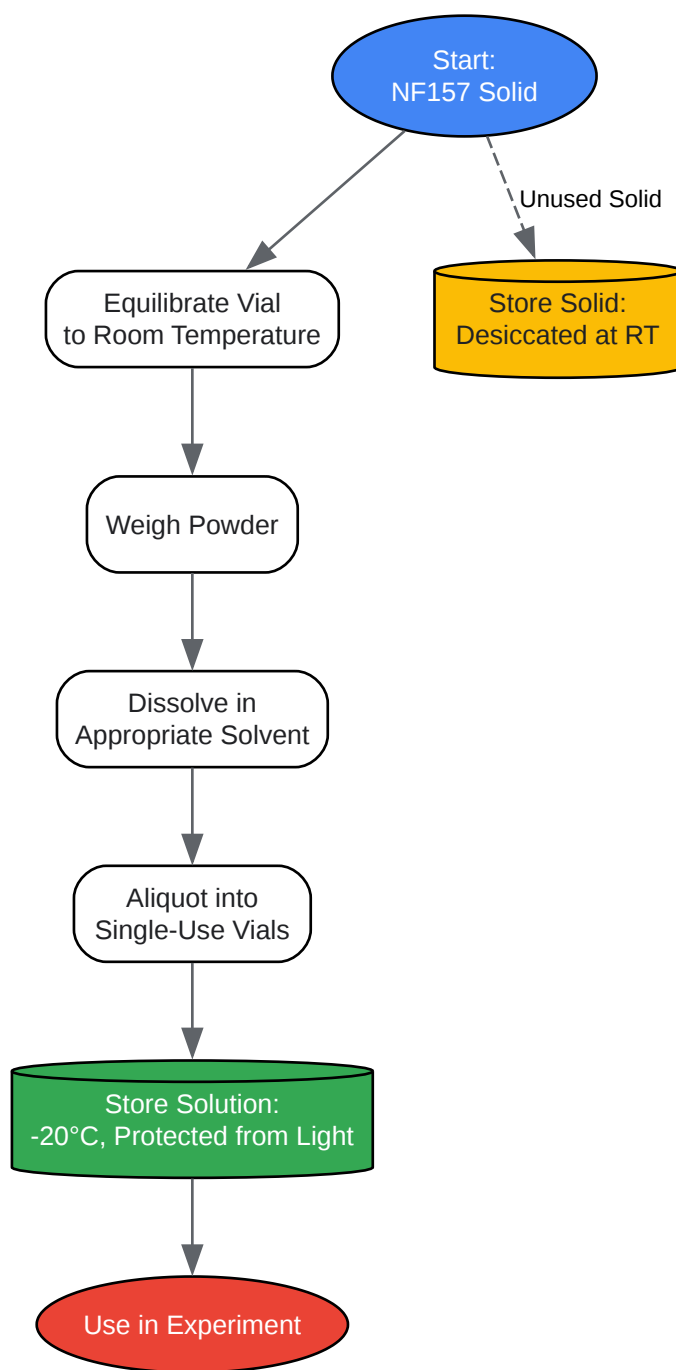 Start:
NF157 Solid
Unused Solid
Equilibrate Vial
to Room Temperature
Store Solid:
Desiccated at RT
Weigh Powder
Dissolve in
Appropriate Solvent
Aliquot into
Single-Use Vials
Store Solution:
-20°C, Protected from Light
Use in Experiment